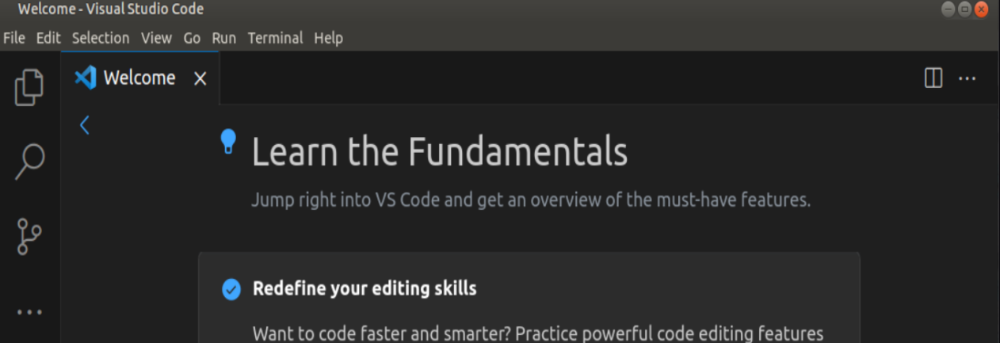 Welcome - Visual Studio Code
File Edit Selection View Go Run Terminal Help
Welcome
Learn the Fundamentals
Jump right into VS Code and get an overview of the must-have features.
Redefine your editing skills
Want to code faster and smarter? Practice powerful code editing features